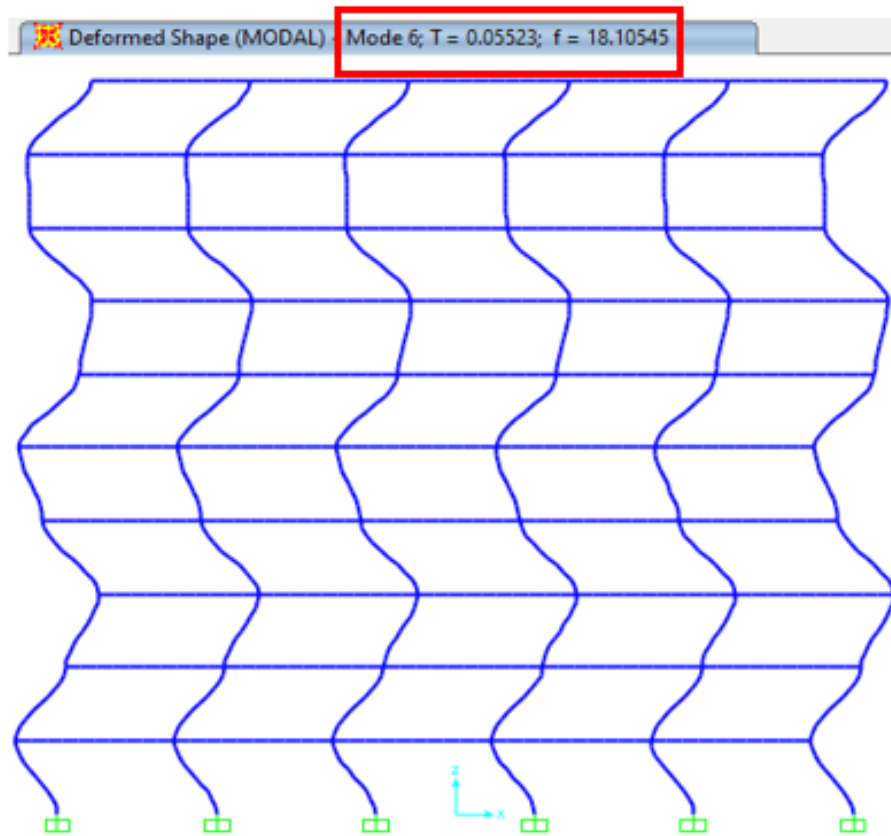 Deformed Shape (MODAL) - Mode 6; T = 0.05523; f = 18.10545
Z
X